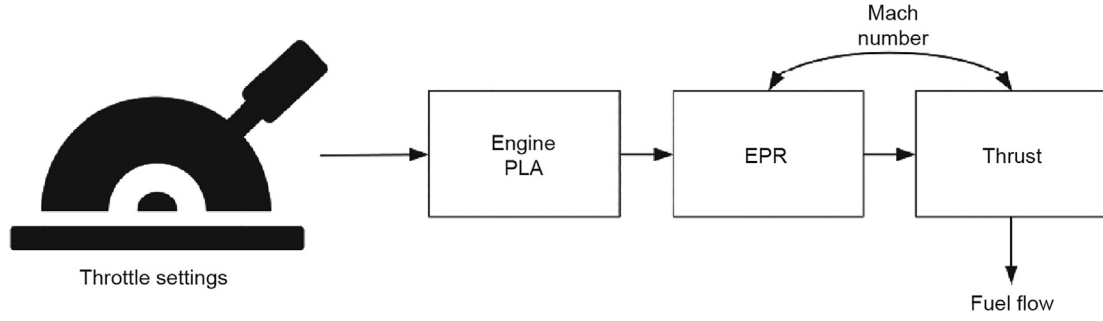 Mach
number
Engine
PLA
EPR
Thrust
Throttle settings
Fuel flow